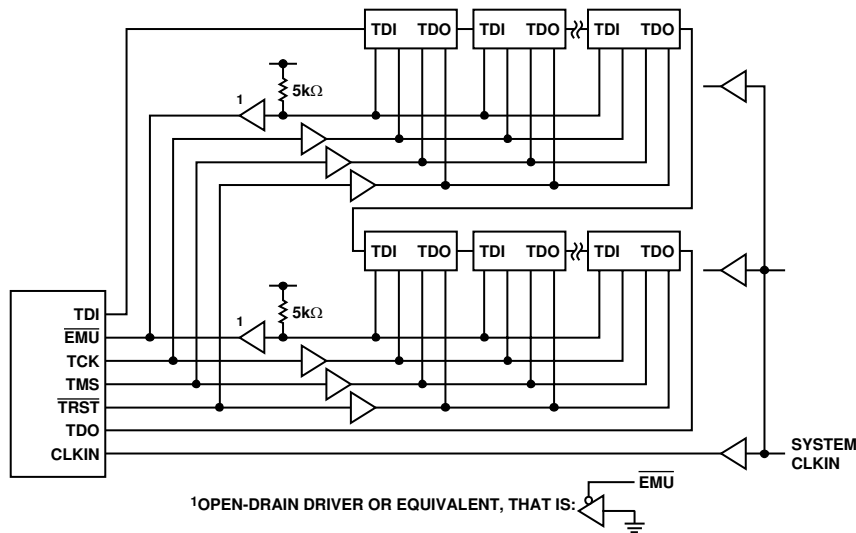 TDI TDO TDI TDO TDI TDO
1
5kΩ
TDI TDO TDI TDO TDI TDO
1
5kΩ
TDI
EMU
TCK
TMS
TRST
TDO
CLKIN
SYSTEM
CLKIN
1OPEN-DRAIN DRIVER OR EQUIVALENT, THAT IS:
EMU